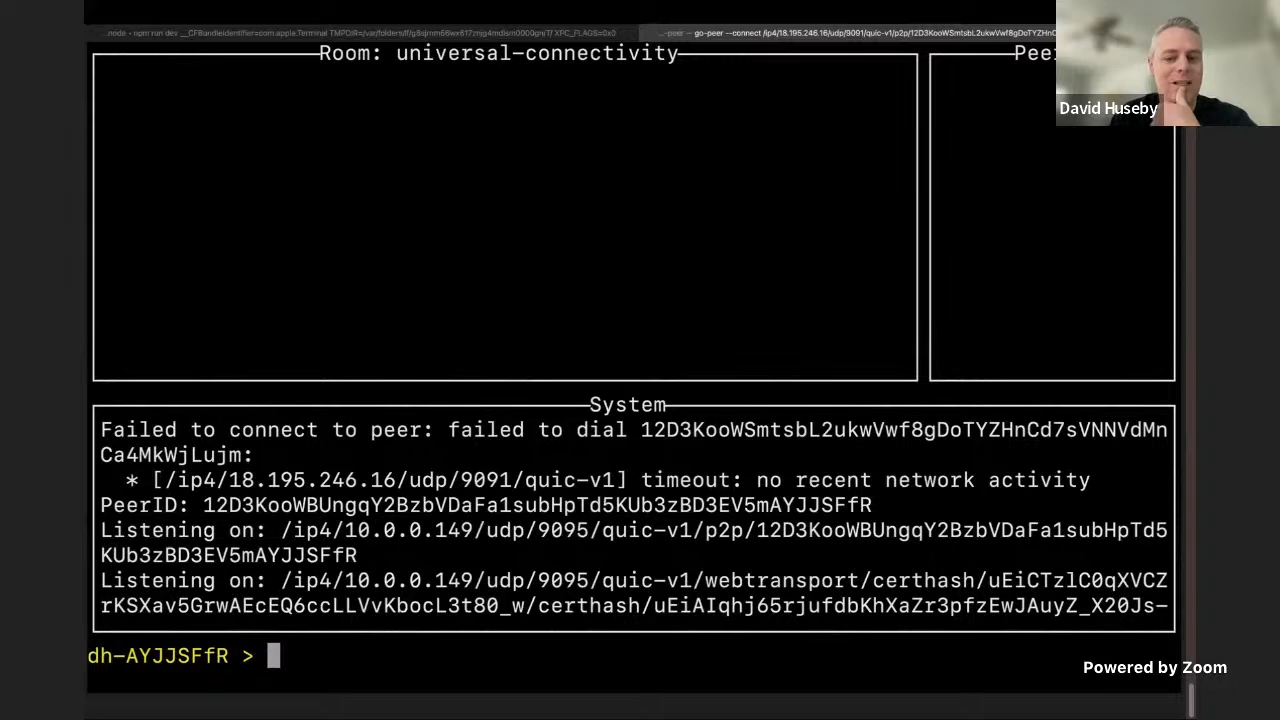 Room: universal-connectivity
Peer
David Huseby
System
Failed to connect to peer: failed to dial 12D3KooWSmtsbL2ukwVwf8gDoTYZHnCd7sVNNVdMn
Ca4MkWjLujm:
* [/ip4/18.195.246.16/udp/9091/quic-v1] timeout: no recent network activity
PeerID: 12D3KooWBUngqY2BzbVDaFa1subHpTd5KUb3zBD3EV5mAYJJSFfR
Listening on: /ip4/10.0.0.149/udp/9095/quic-v1/p2p/12D3KooWBUngqY2BzbVDaFa1subHpTd5
KUb3zBD3EV5mAYJJSFfR
Listening on: /ip4/10.0.0.149/udp/9095/quic-v1/webtransport/certhash/uEiCTzlC0qXVCZ
rKSXav5GrwAEcEQ6ccLLVvKbocL3t80_w/certhash/uEiAIqhj65rjufdbKhXaZr3pfzEwJAuyZ_X20Js-
dh-AYJJSFfR >
Powered by Zoom